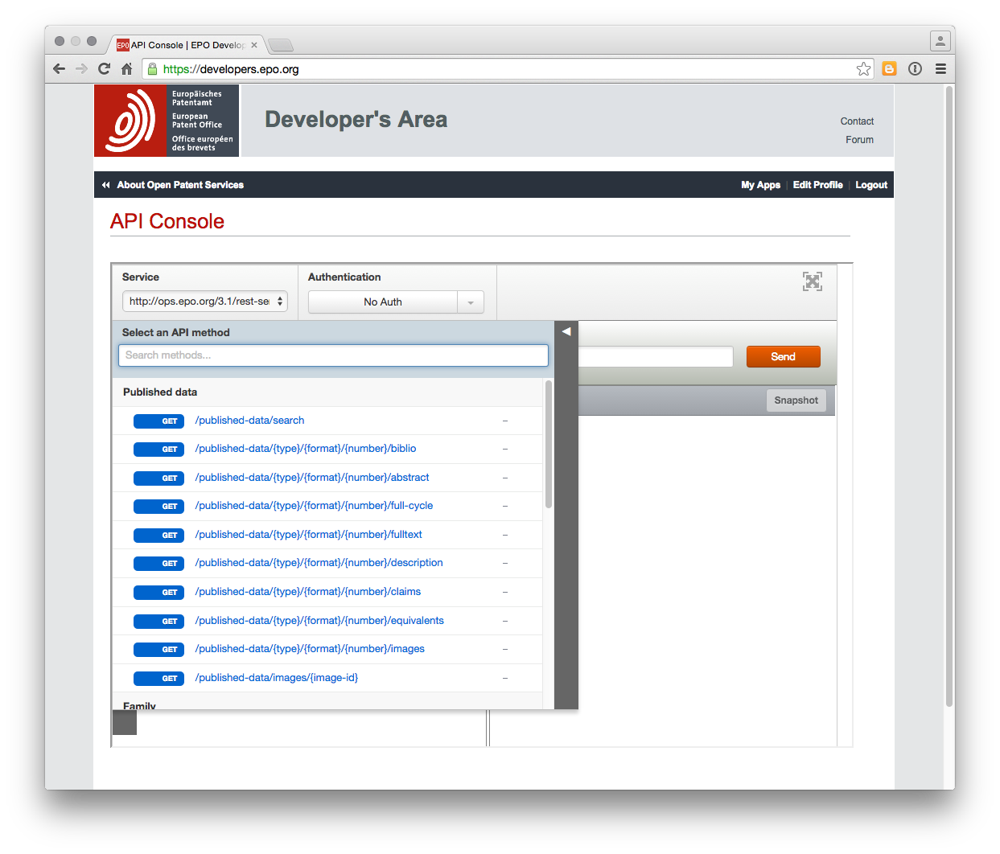 EPO API Console | EPO Develop
https://developers.epo.org
Europäisches
Patentamt
European
Patent Office
Office européen
des brevets
Developer's Area
Contact
Forum
About Open Patent Services
My Apps | Edit Profile | Logout
API Console
Service
Authentication
http://ops.epo.org/3.1/rest-se
No Auth
Select an API method
Search methods...
Send
Snapshot
Published data
GET /published-data/search –
GET /published-data/{type}/{format}/{number}/biblio –
GET /published-data/{type}/{format}/{number}/abstract –
GET /published-data/{type}/{format}/{number}/full-cycle –
GET /published-data/{type}/{format}/{number}/fulltext –
GET /published-data/{type}/{format}/{number}/description –
GET /published-data/{type}/{format}/{number}/claims –
GET /published-data/{type}/{format}/{number}/equivalents –
GET /published-data/{type}/{format}/{number}/images –
GET /published-data/images/{image-id} –
Family